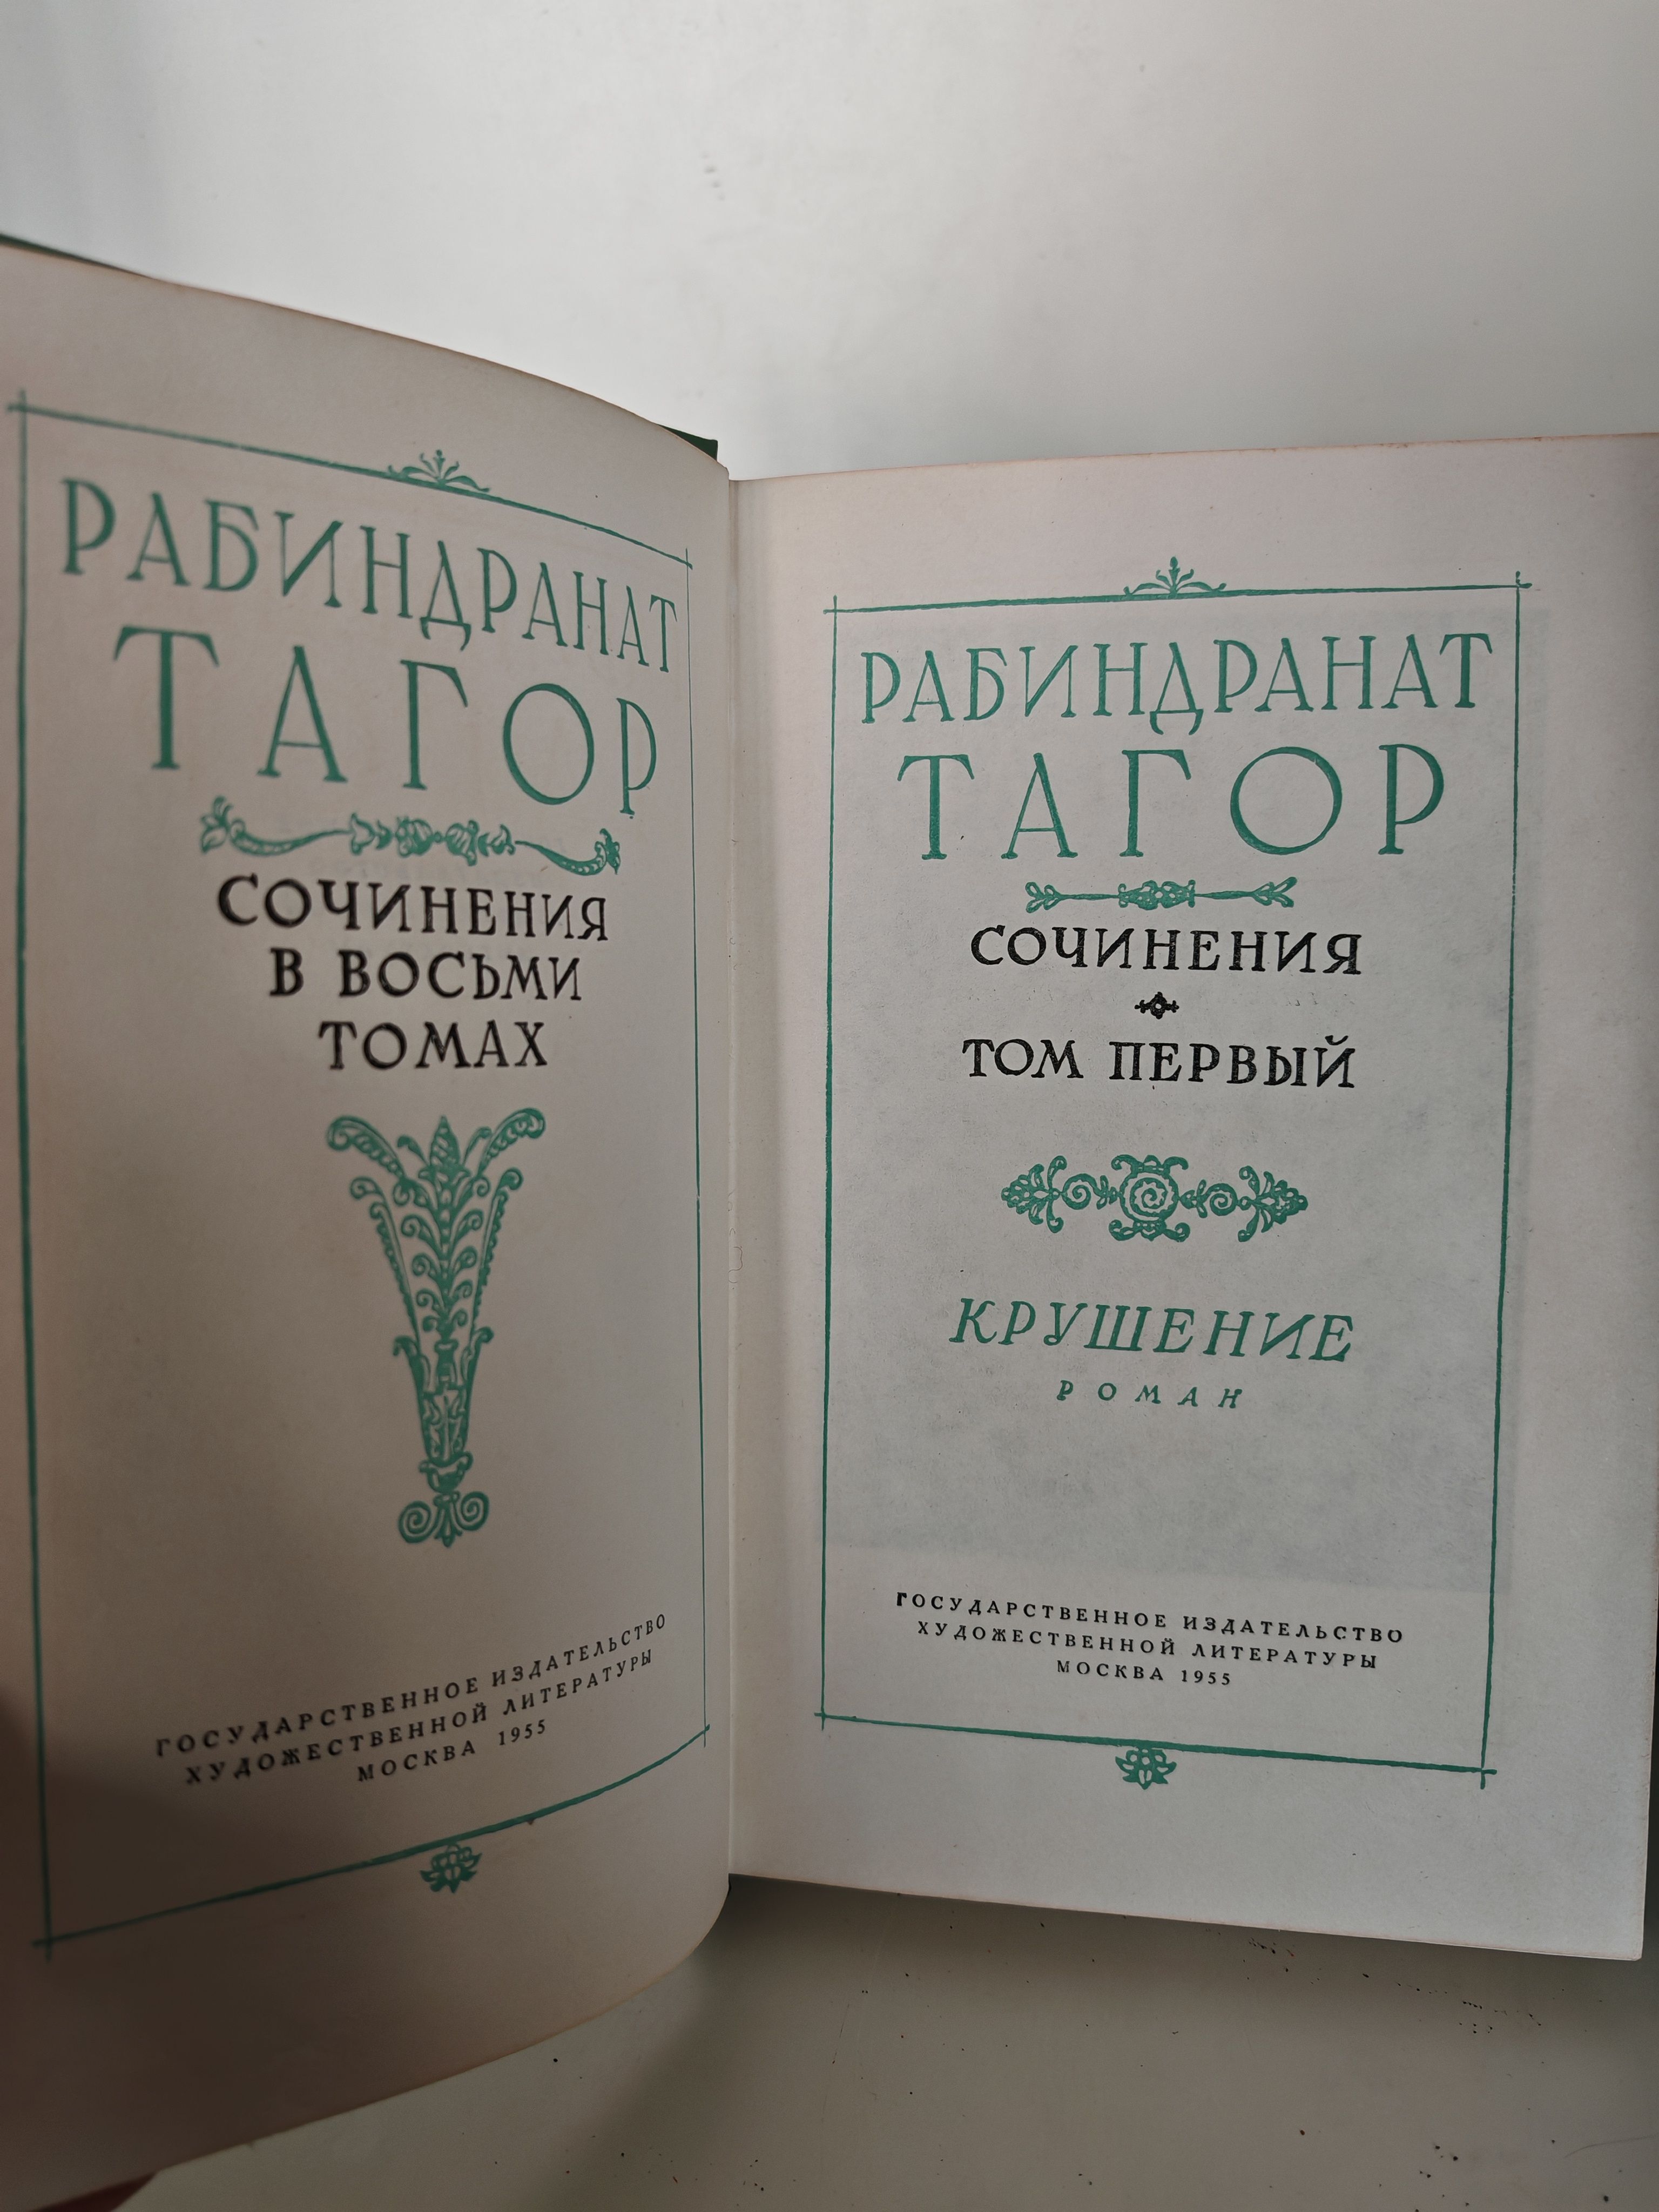 РАБИНДРАНАТ
ТАГОР
СОЧИНЕНИЯ
В ВОСЬМИ
ТОМАХ
ГОСУДАРСТВЕННОЕ ИЗДАТЕЛЬСТВО
ХУДОЖЕСТВЕННОЙ ЛИТЕРАТУРЫ
МОСКВА 1955
РАБИНДРАНАТ
ТАГОР
СОЧИНЕНИЯ
ТОМ ПЕРВЫЙ
КРУШЕНИЕ
РОМАН
ГОСУДАРСТВЕННОЕ ИЗДАТЕЛЬСТВО
ХУДОЖЕСТВЕННОЙ ЛИТЕРАТУРЫ
МОСКВА 1955